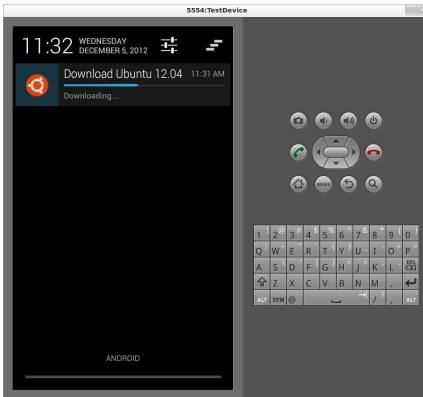 5554:TestDevice
11:32 WEDNESDAY
DECEMBER 5, 2012
Download Ubuntu 12.04 11:31 AM
Downloading ...
ANDROID
MENU
1 ! 2 @ 3 # 4 $ 5 % 6 ^ 7 & 8 * 9 ( 0 )
Q W E R T Y U I O P
A S D F G H J K L DEL
Z X C V B N M .
ALT SYM @ / ? , ALT